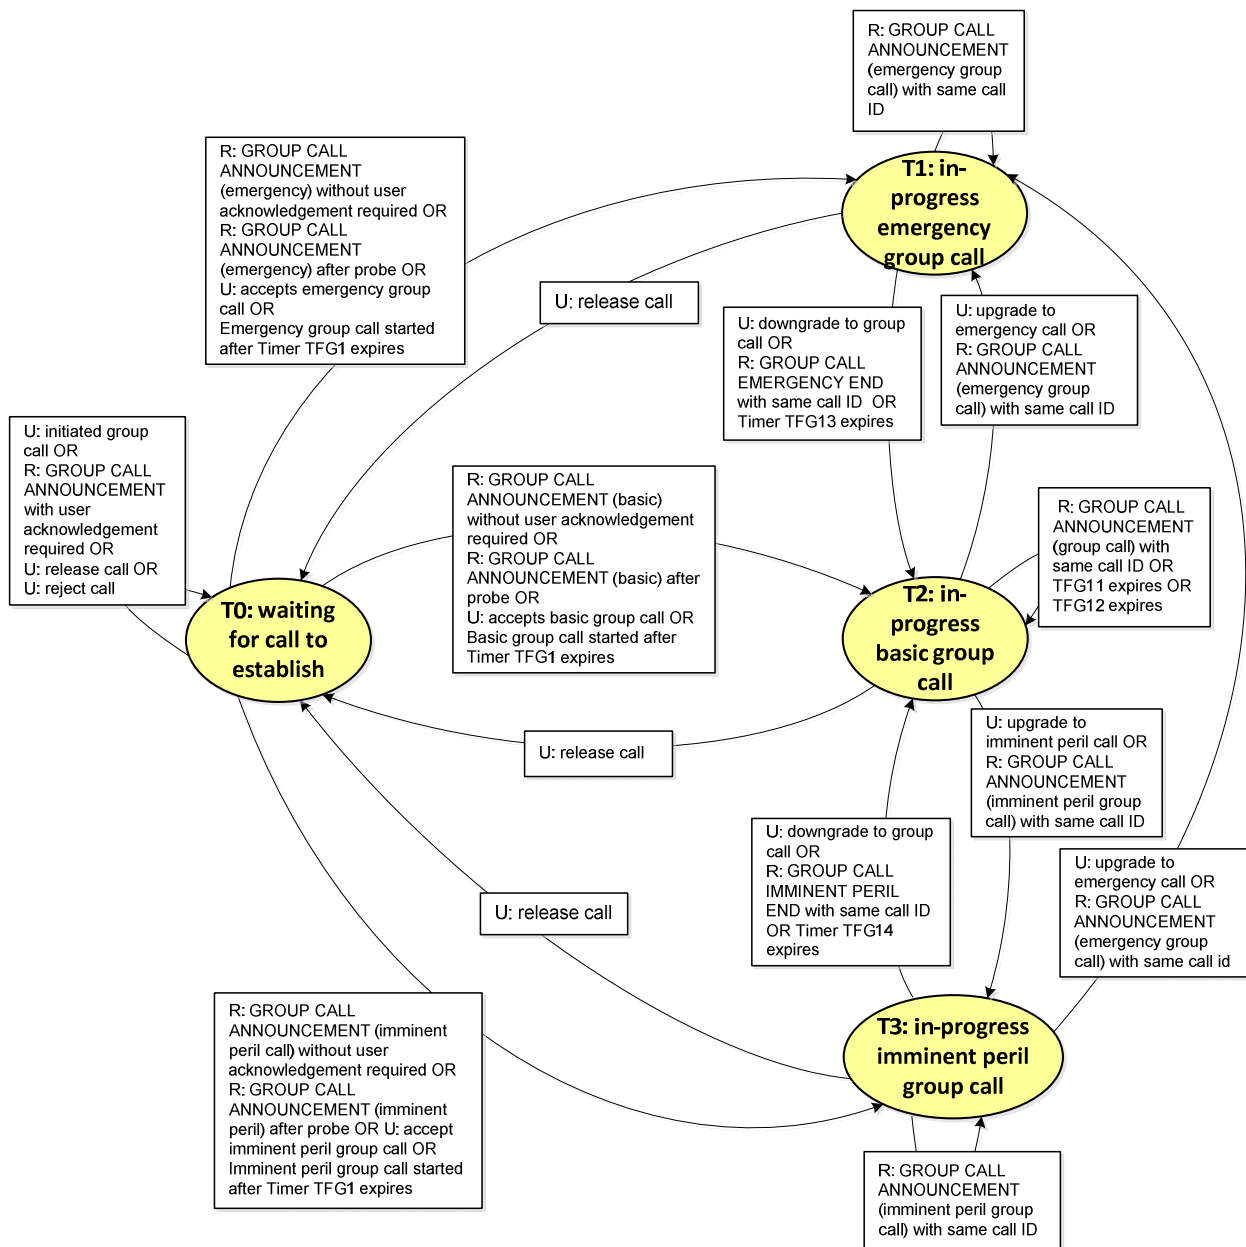 R: GROUP CALL
ANNOUNCEMENT
(emergency group
call) with same call
ID
R: GROUP CALL
ANNOUNCEMENT
(emergency) without user
acknowledgement required OR
R: GROUP CALL
ANNOUNCEMENT
(emergency) after probe OR
U: accepts emergency group
call OR
Emergency group call started
after Timer TFG1 expires
T1: in-
progress
emergency
group call
U: release call
U: downgrade to group
call OR
R: GROUP CALL
EMERGENCY END
with same call ID OR
Timer TFG13 expires
U: upgrade to
emergency call OR
R: GROUP CALL
ANNOUNCEMENT
(emergency group
call) with same call ID
U: initiated group
call OR
R: GROUP CALL
ANNOUNCEMENT
with user
acknowledgement
required OR
U: release call OR
U: reject call
R: GROUP CALL
ANNOUNCEMENT (basic)
without user acknowledgement
required OR
R: GROUP CALL
ANNOUNCEMENT (basic) after
probe OR
U: accepts basic group call OR
Basic group call started after
Timer TFG1 expires
R: GROUP CALL
ANNOUNCEMENT
(group call) with
same call ID OR
TFG11 expires OR
TFG12 expires
T0: waiting
for call to
establish
T2: in-
progress
basic group
call
U: release call
U: upgrade to
imminent peril call OR
R: GROUP CALL
ANNOUNCEMENT
(imminent peril group
call) with same call ID
U: downgrade to group
call OR
R: GROUP CALL
IMMINENT PERIL
END with same call ID
OR Timer TFG14
expires
U: upgrade to
emergency call OR
R: GROUP CALL
ANNOUNCEMENT
(emergency group
call) with same call id
U: release call
R: GROUP CALL
ANNOUNCEMENT (imminent
peril call) without user
acknowledgement required OR
R: GROUP CALL
ANNOUNCEMENT (imminent
peril) after probe OR U: accept
imminent peril group call OR
Imminent peril group call started
after Timer TFG1 expires
T3: in-progress
imminent peril
group call
R: GROUP CALL
ANNOUNCEMENT
(imminent peril group
call) with same call ID